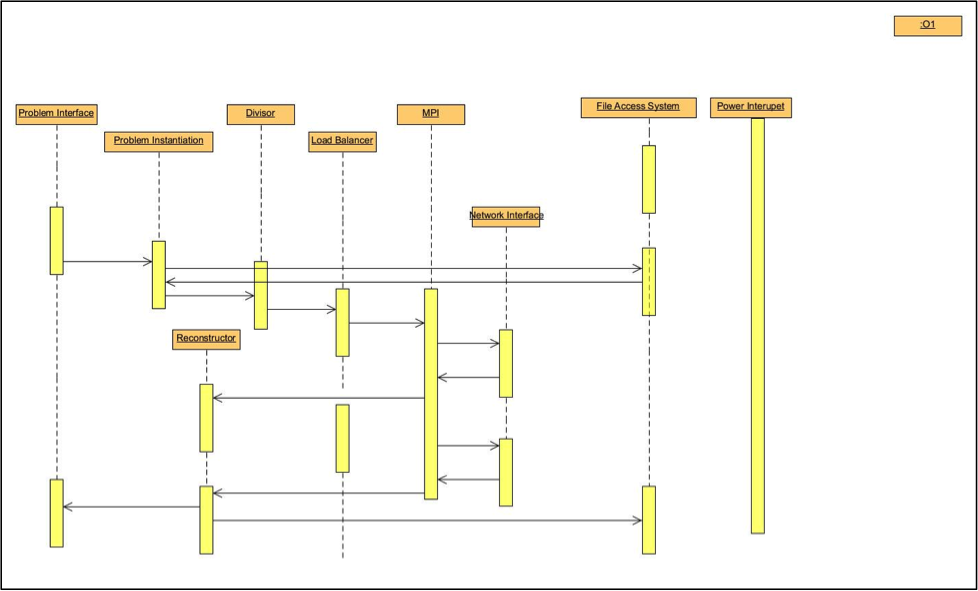 :O1
File Access System
Power Interupet
Problem Interface
Divisor
MPI
Problem Instantiation
Load Balancer
Network Interface
Reconstructor